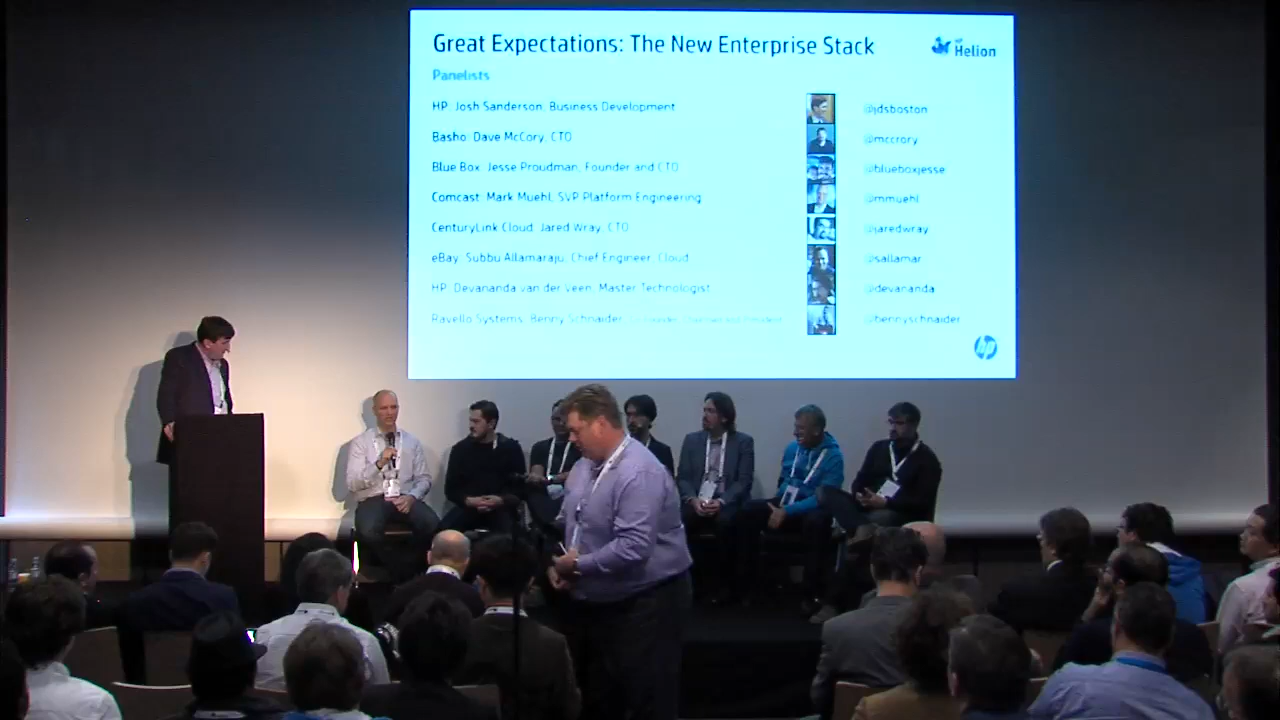 Great Expectations: The New Enterprise Stack
hp Helion
Panelists
HP: Josh Sanderson, Business Development @jdsboston
Basho: Dave McCory, CTO @mccrory
Blue Box: Jesse Proudman, Founder and CTO @blueboxjesse
Comcast: Mark Muehl, SVP Platform Engineering @mmuehl
CenturyLink Cloud: Jared Wray, CTO @jaredwray
eBay: Subbu Allamaraju, Chief Engineer, Cloud @sallamar
HP: Devananda van der Veen, Master Technologist @devananda
Ravello Systems: Benny Schnaider, @bennyschnaider
hp